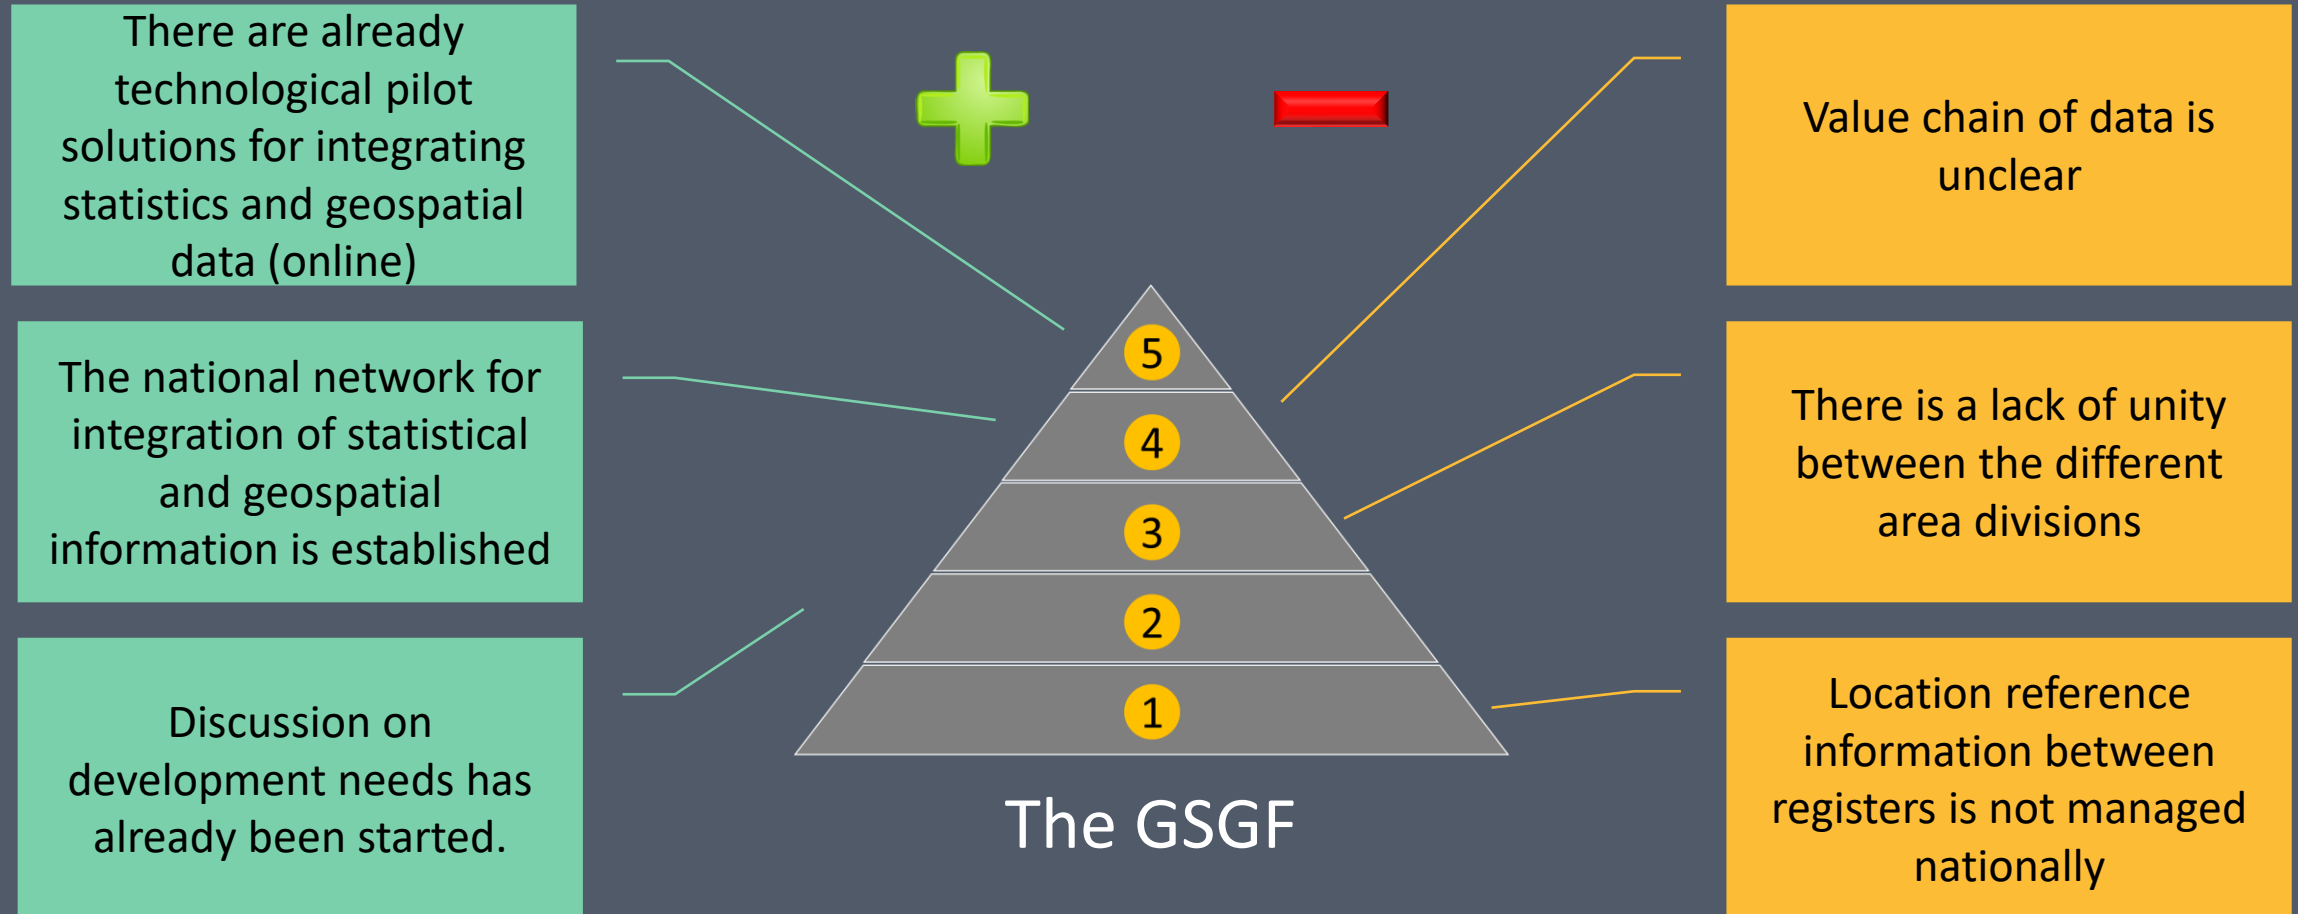 There are already
technological pilot
solutions for integrating
statistics and geospatial
data (online)
The national network for
integration of statistical
and geospatial
information is established
Discussion on
development needs has
already been started.
5
4
3
2
1
The GSGF
Value chain of data is
unclear
There is a lack of unity
between the different
area divisions
Location reference
information between
registers is not managed
nationally